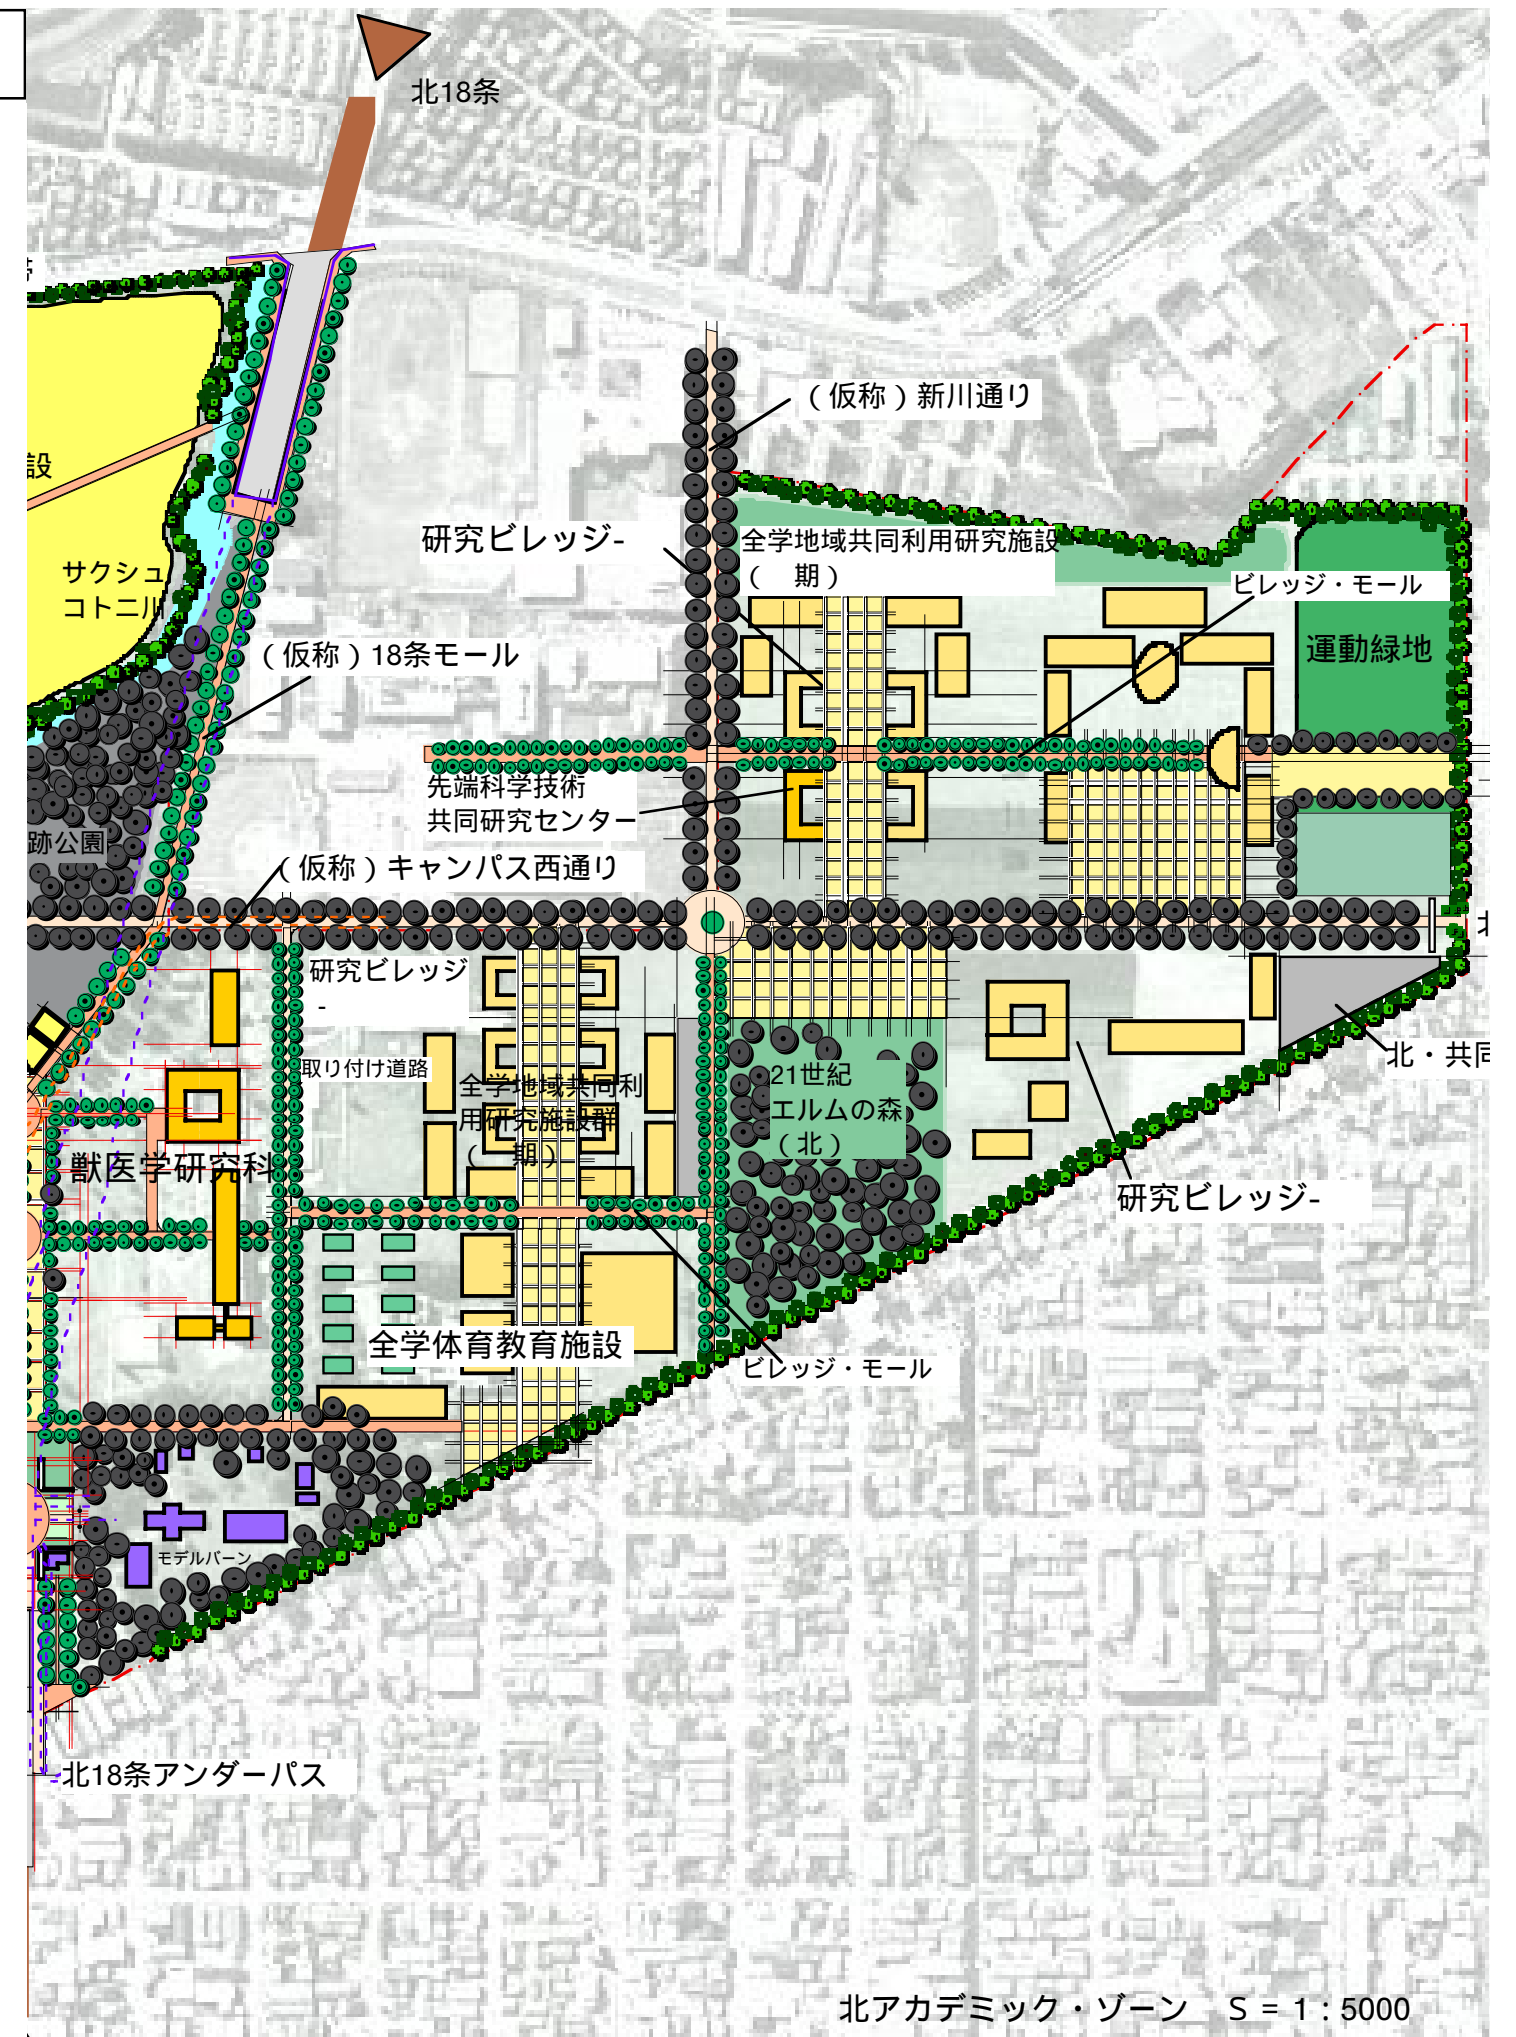 北18条
(仮称)新川通り
設
研究ビレッジ-
全学地域共同利用研究施設
(　期)
サクシュ
コトニル
ビレッジ・モール
(仮称)18条モール
運動緑地
先端科学技術
共同研究センター
跡公園
(仮称)キャンパス西通り
北
研究ビレッジ
-
取り付け道路
全学地域共同利
用研究施設群
(　期)
21世紀
エルムの森
(北)
北・共同
獣医学研究科
研究ビレッジ-
全学体育教育施設
ビレッジ・モール
モデルバーン
北18条アンダーパス
北アカデミック・ゾーン　S = 1 : 5000